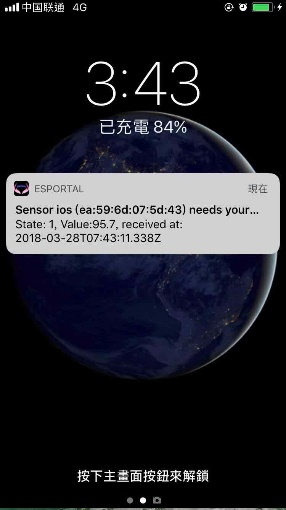 中国联通 4G
3:43
已充電 84%
ESPORTAL 現在
Sensor ios (ea:59:6d:07:5d:43) needs your...
State: 1, Value:95.7, received at:
2018-03-28T07:43:11.338Z
按下主畫面按鈕來解鎖